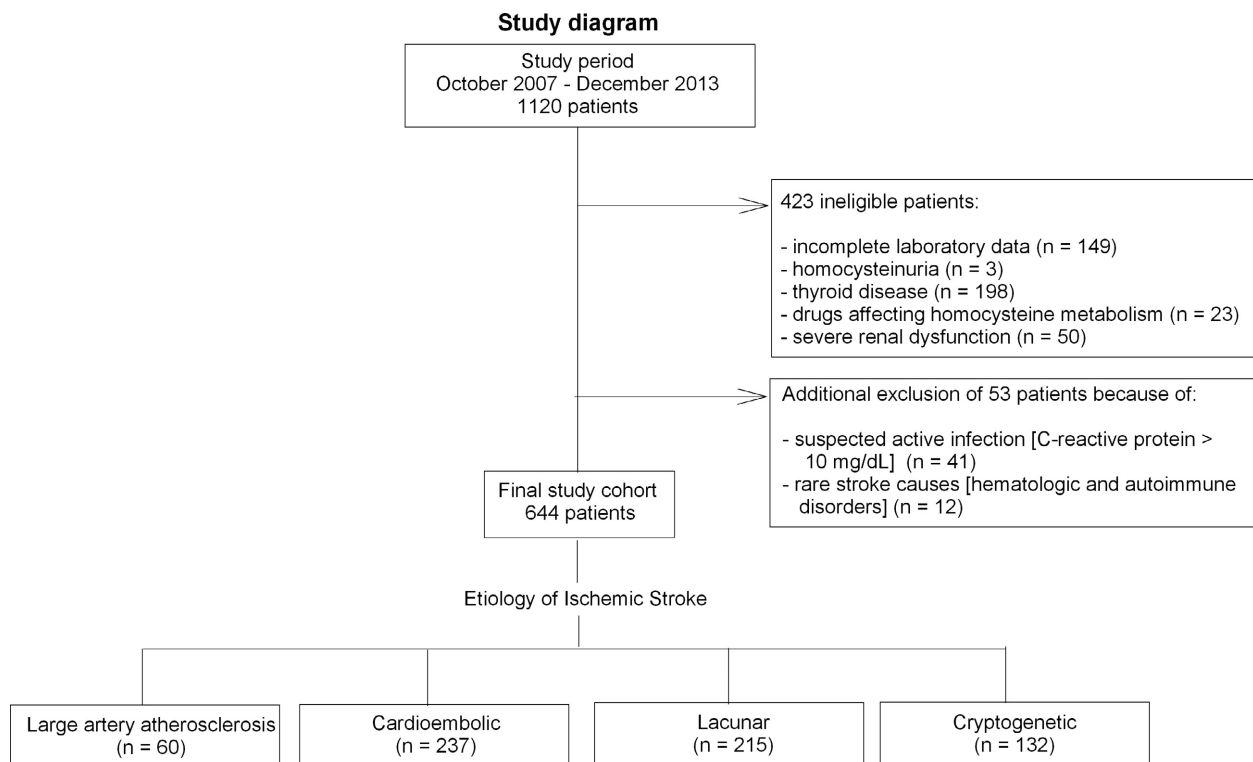 Study diagram
Study period
October 2007 - December 2013
1120 patients
423 ineligible patients:
- incomplete laboratory data (n = 149)
- homocysteinuria (n = 3)
- thyroid disease (n = 198)
- drugs affecting homocysteine metabolism (n = 23)
- severe renal dysfunction (n = 50)
Additional exclusion of 53 patients because of:
- suspected active infection [C-reactive protein >
10 mg/dL] (n = 41)
- rare stroke causes [hematologic and autoimmune
disorders] (n = 12)
Final study cohort
644 patients
Etiology of Ischemic Stroke
Large artery atherosclerosis
(n = 60)
Cardioembolic
(n = 237)
Lacunar
(n = 215)
Cryptogenetic
(n = 132)